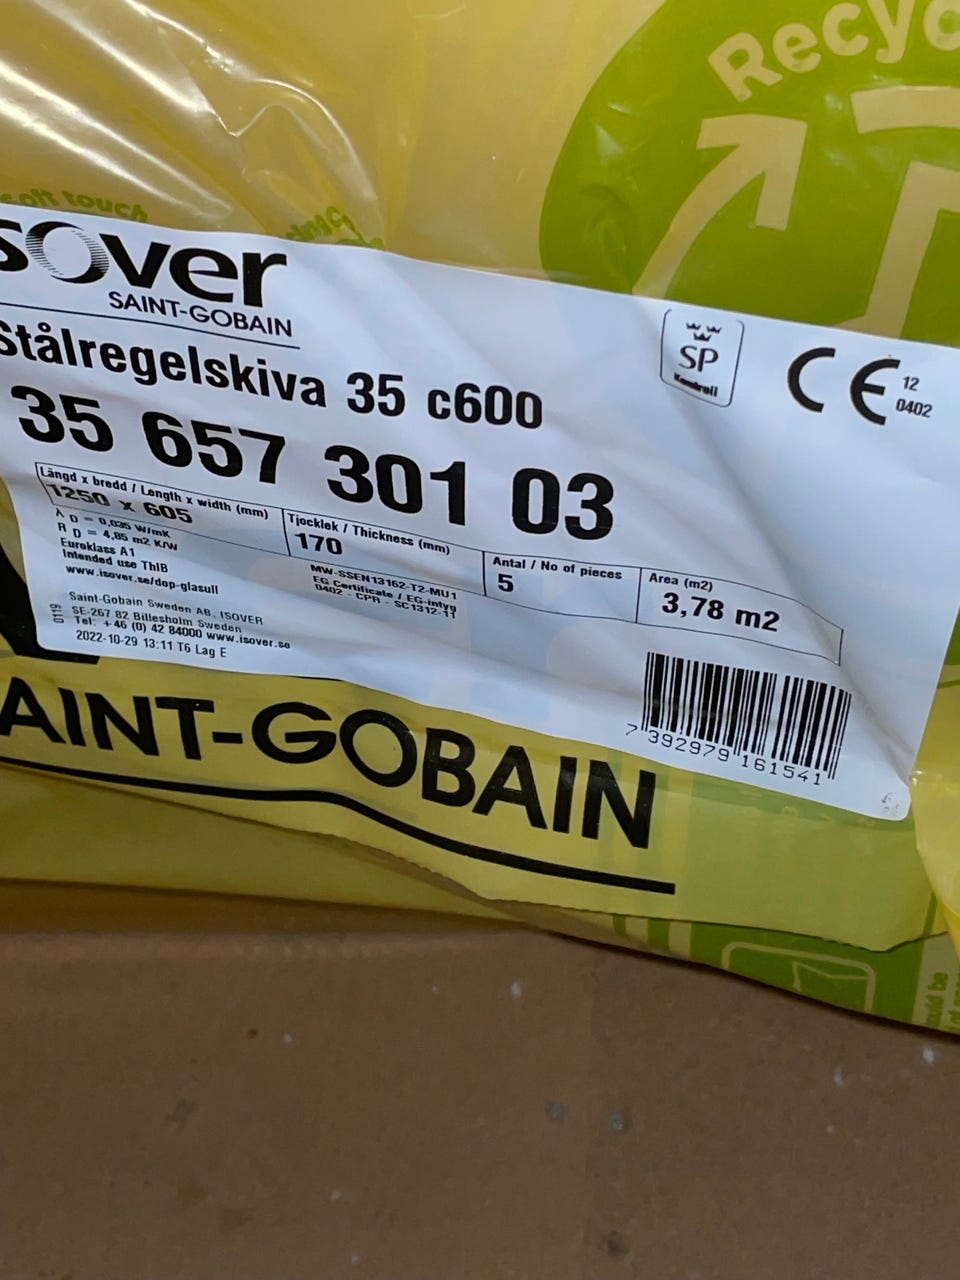 Recyc
soft touch
sover
SAINT-GOBAIN
Stålregelskiva 35 c600
35 657 301 03
SP
Kontroll
CE
12
0402
Längd x bredd / Length x width (mm)
1250 x 605
Tjocklek / Thickness (mm)
170
Antal / No of pieces
5
Area (m2)
3,78 m2
λ D = 0,035 W/mK
R D = 4,85 m2 K/W
Euroklass A1
Intended use ThIB
www.isover.se/dop-glasull
MW-SSEN13162-T2-MU1
EG Certificate / EG-intyg
0402 - CPR - SC1312-11
0119
Saint-Gobain Sweden AB, ISOVER
SE-267 82 Billesholm Sweden
Tel: +46 (0) 42 84000 www.isover.se
2022-10-29 13:11 T6 Lag E
7 392979 161541
AINT-GOBAIN